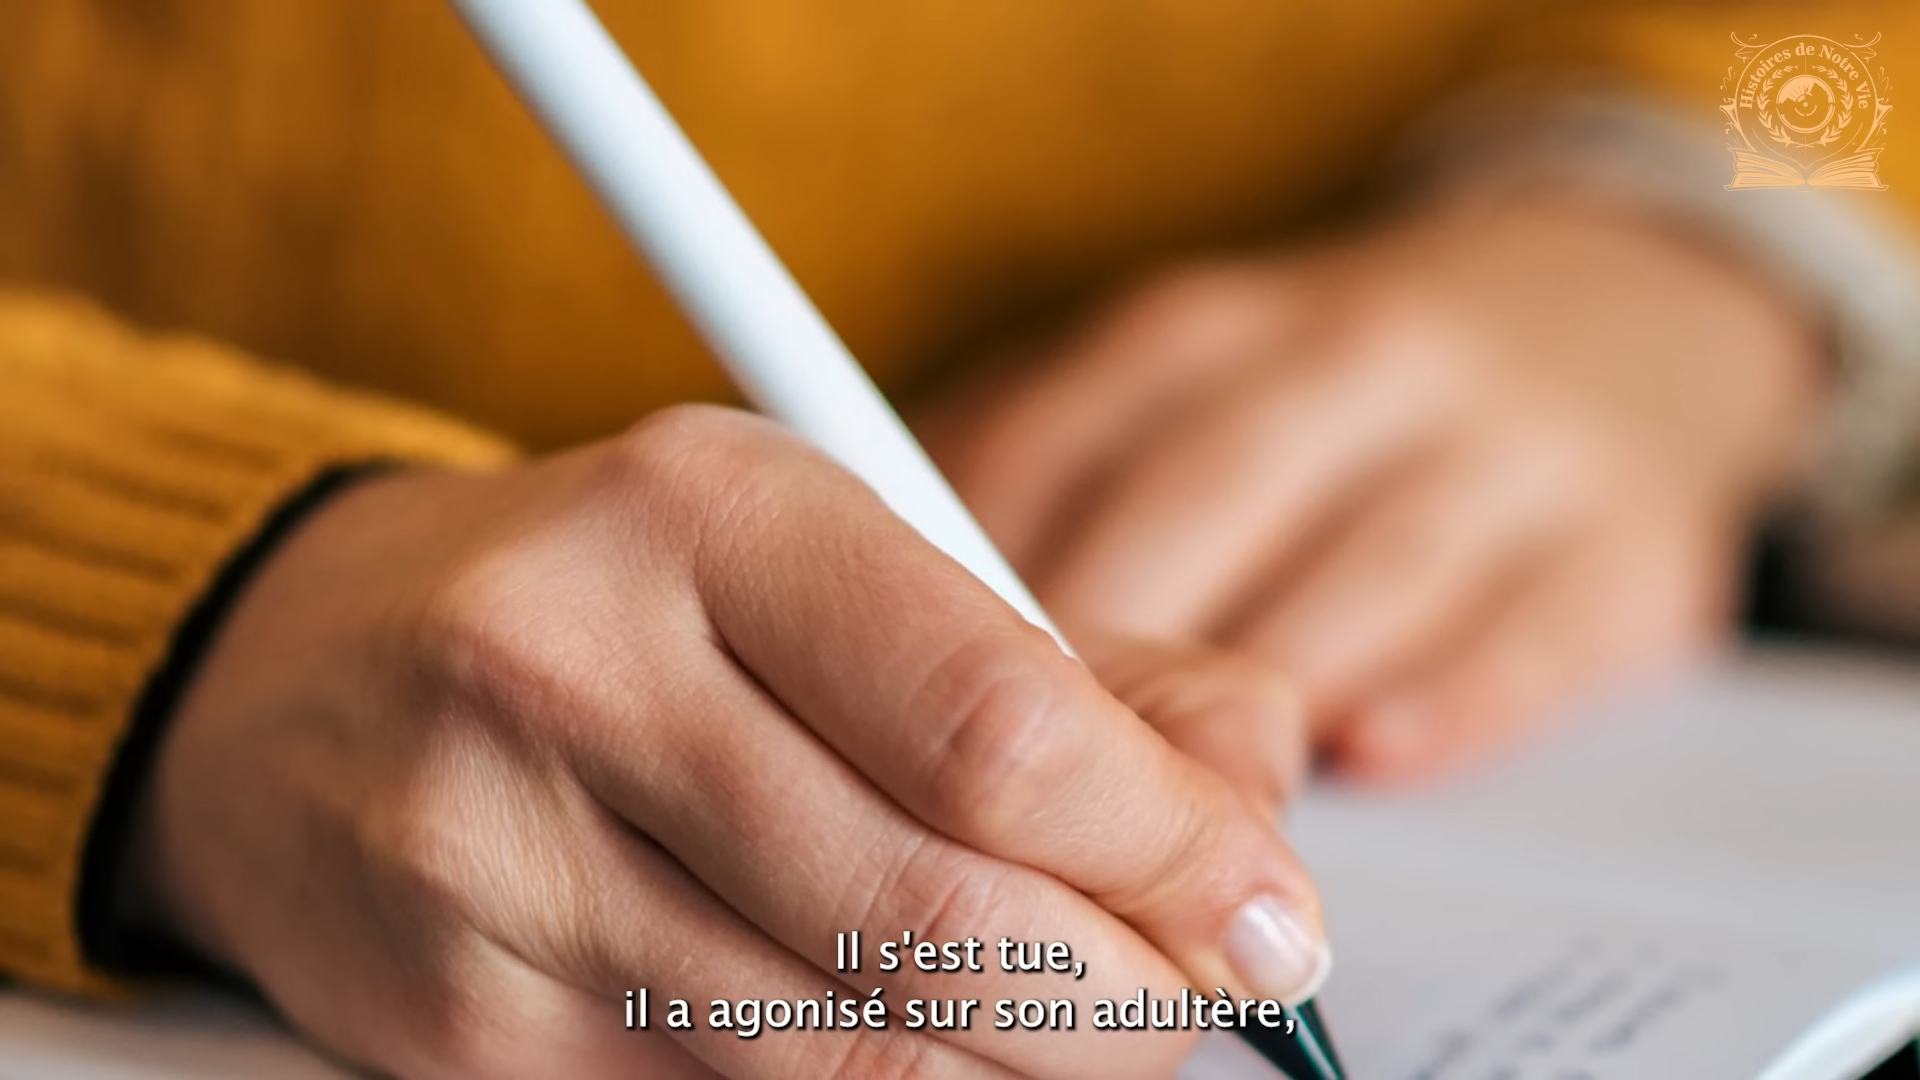 Histoires de Notre Vie
Il s'est tue,
il a agonisé sur son adultère,